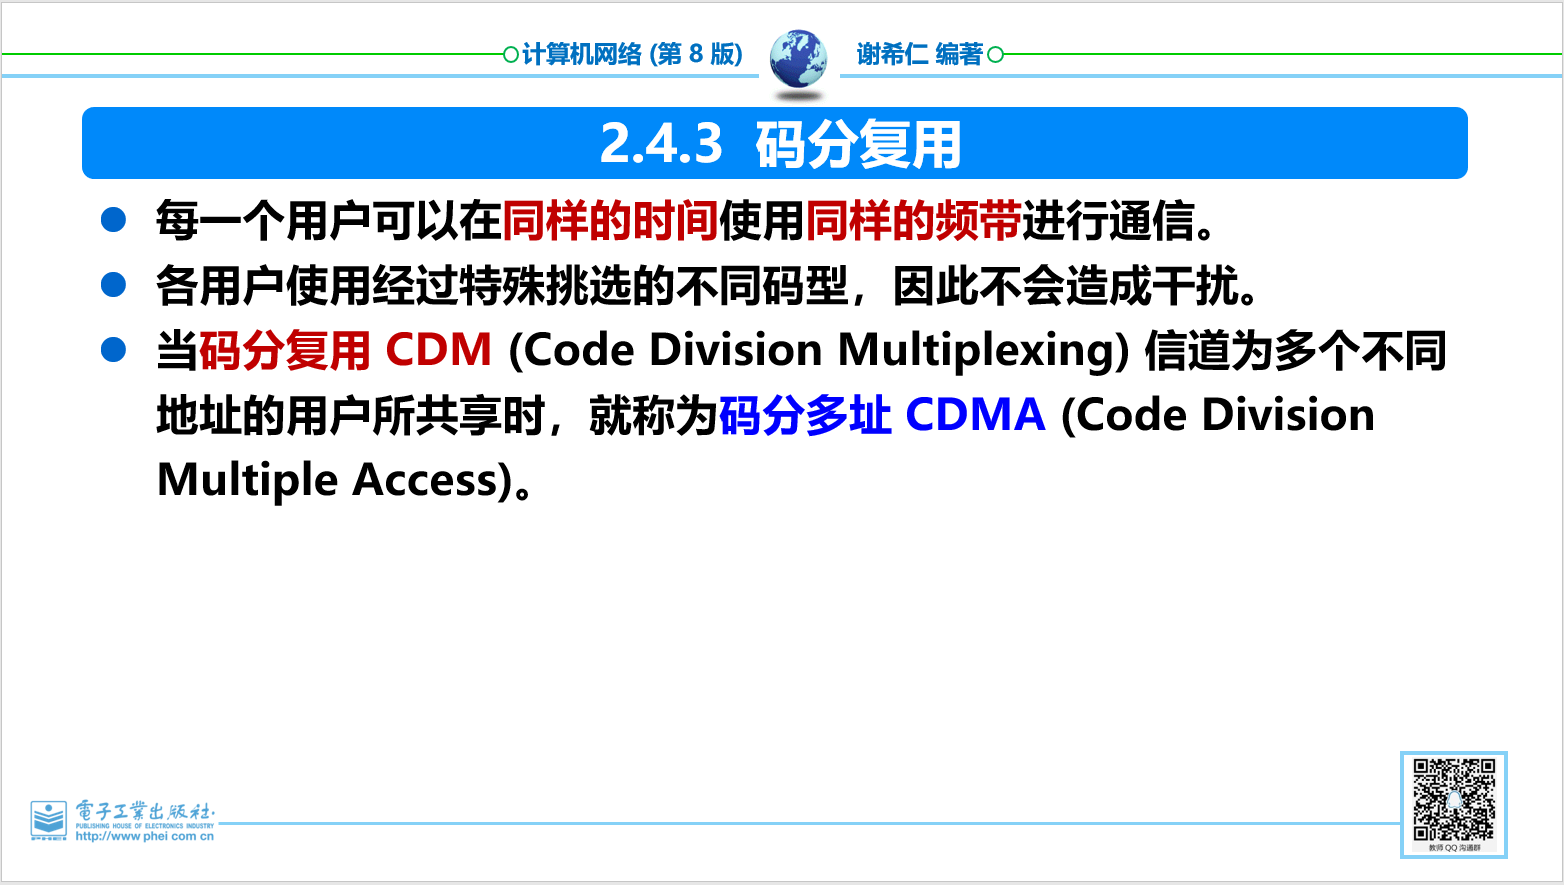 计算机网络 (第 8 版)
谢希仁 编著
2.4.3 码分复用
每一个用户可以在同样的时间使用同样的频带进行通信。
各用户使用经过特殊挑选的不同码型，因此不会造成干扰。
当码分复用 CDM (Code Division Multiplexing) 信道为多个不同
地址的用户所共享时，就称为码分多址 CDMA (Code Division
Multiple Access)。
電子工業出版社
PUBLISHING HOUSE OF ELECTRONICS INDUSTRY
http://www phei com cn
PHEI
教师 QQ 沟通群